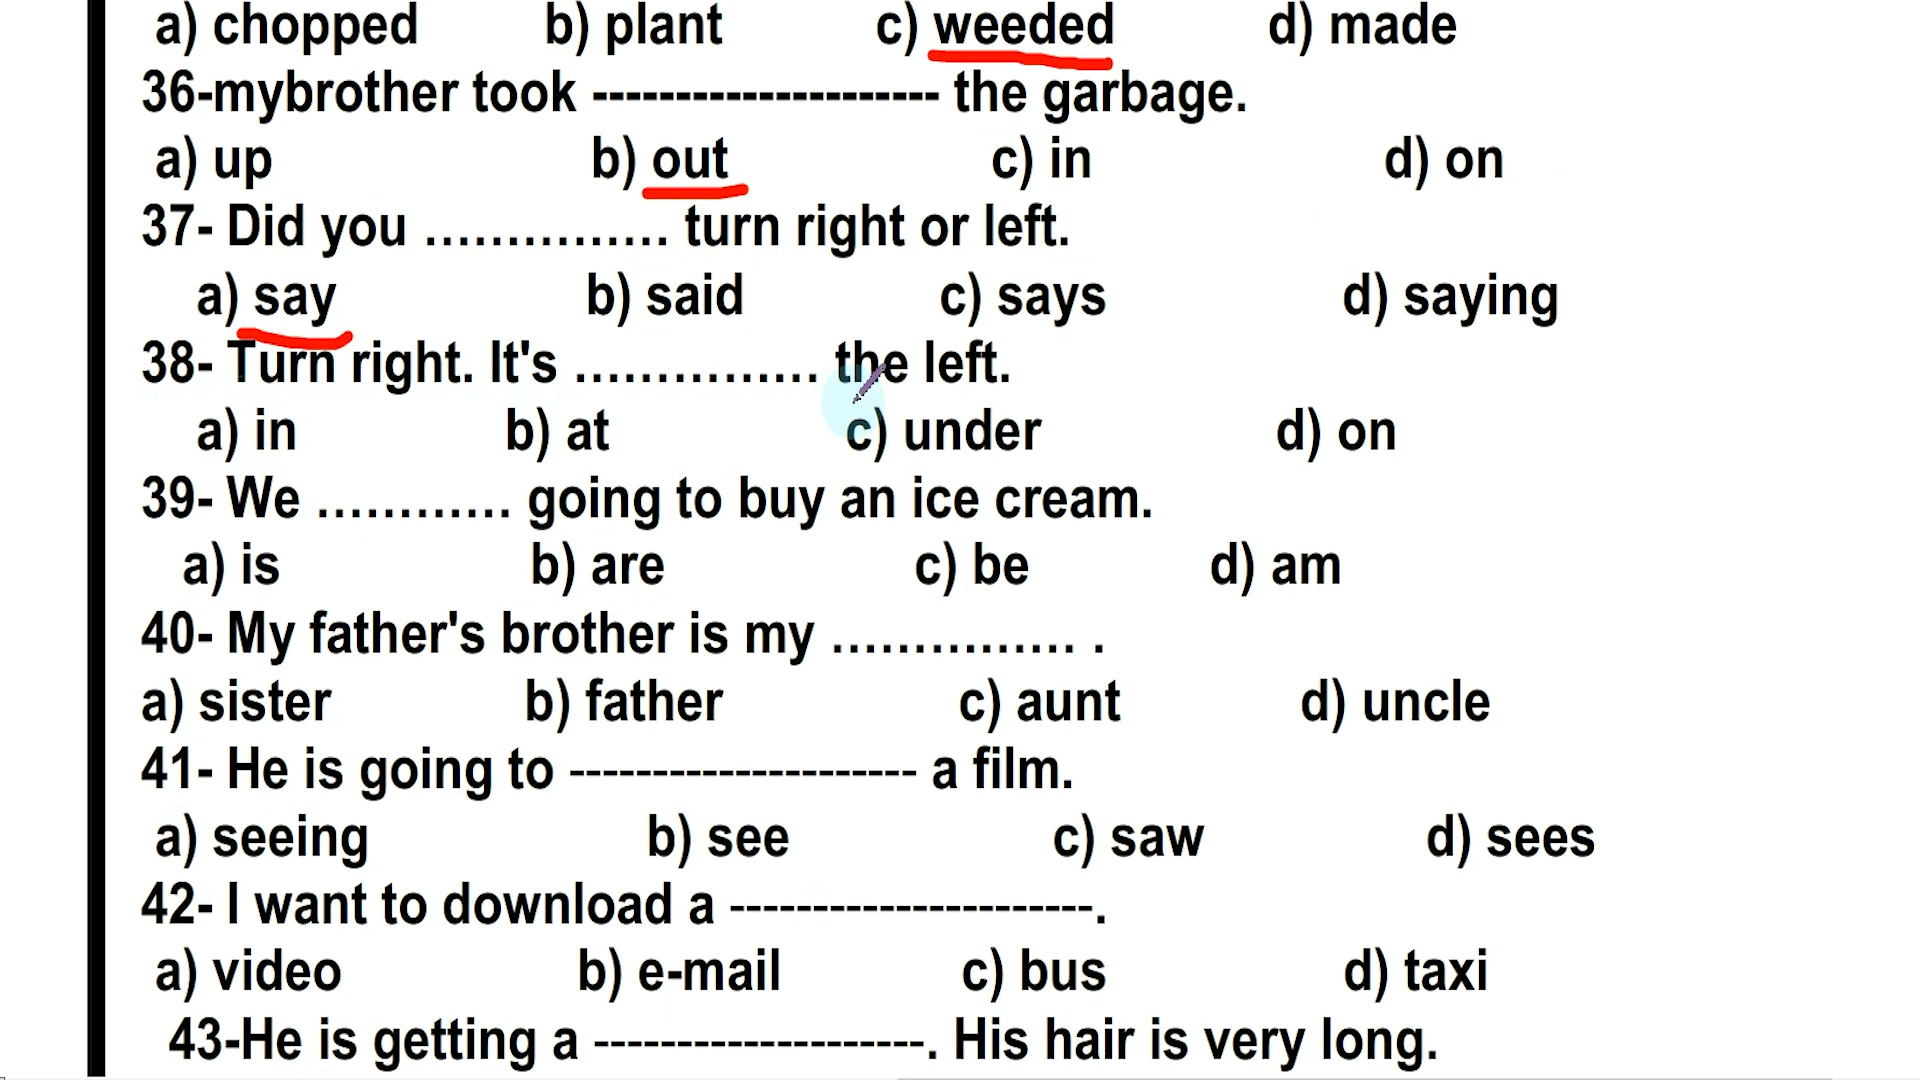 a) chopped b) plant c) weeded d) made
36-mybrother took --------------------- the garbage.
a) up b) out c) in d) on
37- Did you …………… turn right or left.
a) say b) said c) says d) saying
38- Turn right. It's …………… the left.
a) in b) at c) under d) on
39- We ………… going to buy an ice cream.
a) is b) are c) be d) am
40- My father's brother is my …………… .
a) sister b) father c) aunt d) uncle
41- He is going to --------------------- a film.
a) seeing b) see c) saw d) sees
42- I want to download a ----------------------.
a) video b) e-mail c) bus d) taxi
43-He is getting a --------------------. His hair is very long.